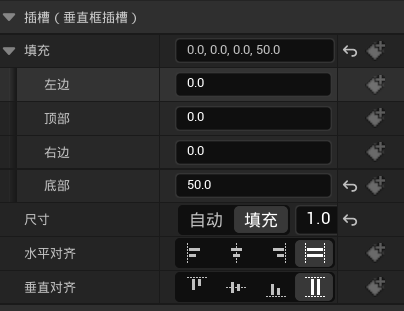 插槽（垂直框插槽）
填充 0.0, 0.0, 0.0, 50.0
左边 0.0
顶部 0.0
右边 0.0
底部 50.0
尺寸 自动 填充 1.0
水平对齐
垂直对齐